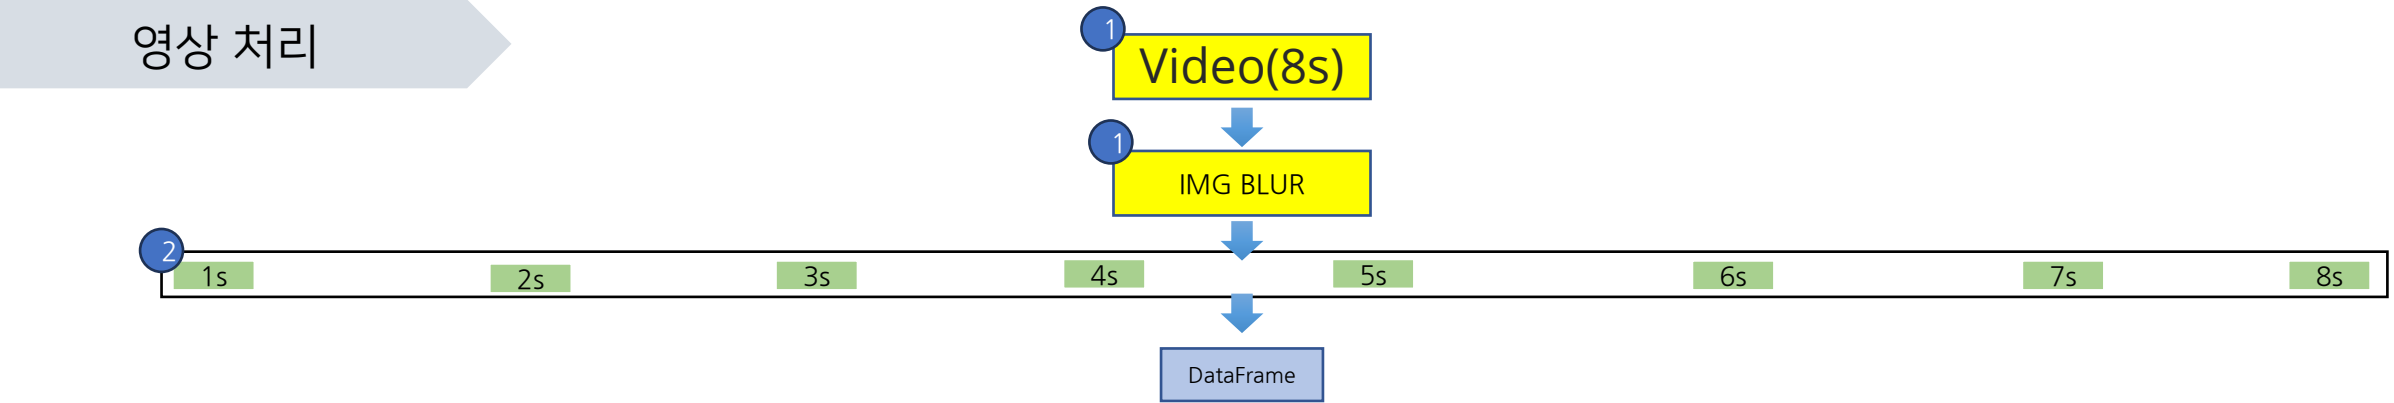 영상 처리
1
Video(8s)
1
IMG BLUR
2
1s 2s 3s 4s 5s 6s 7s 8s
DataFrame